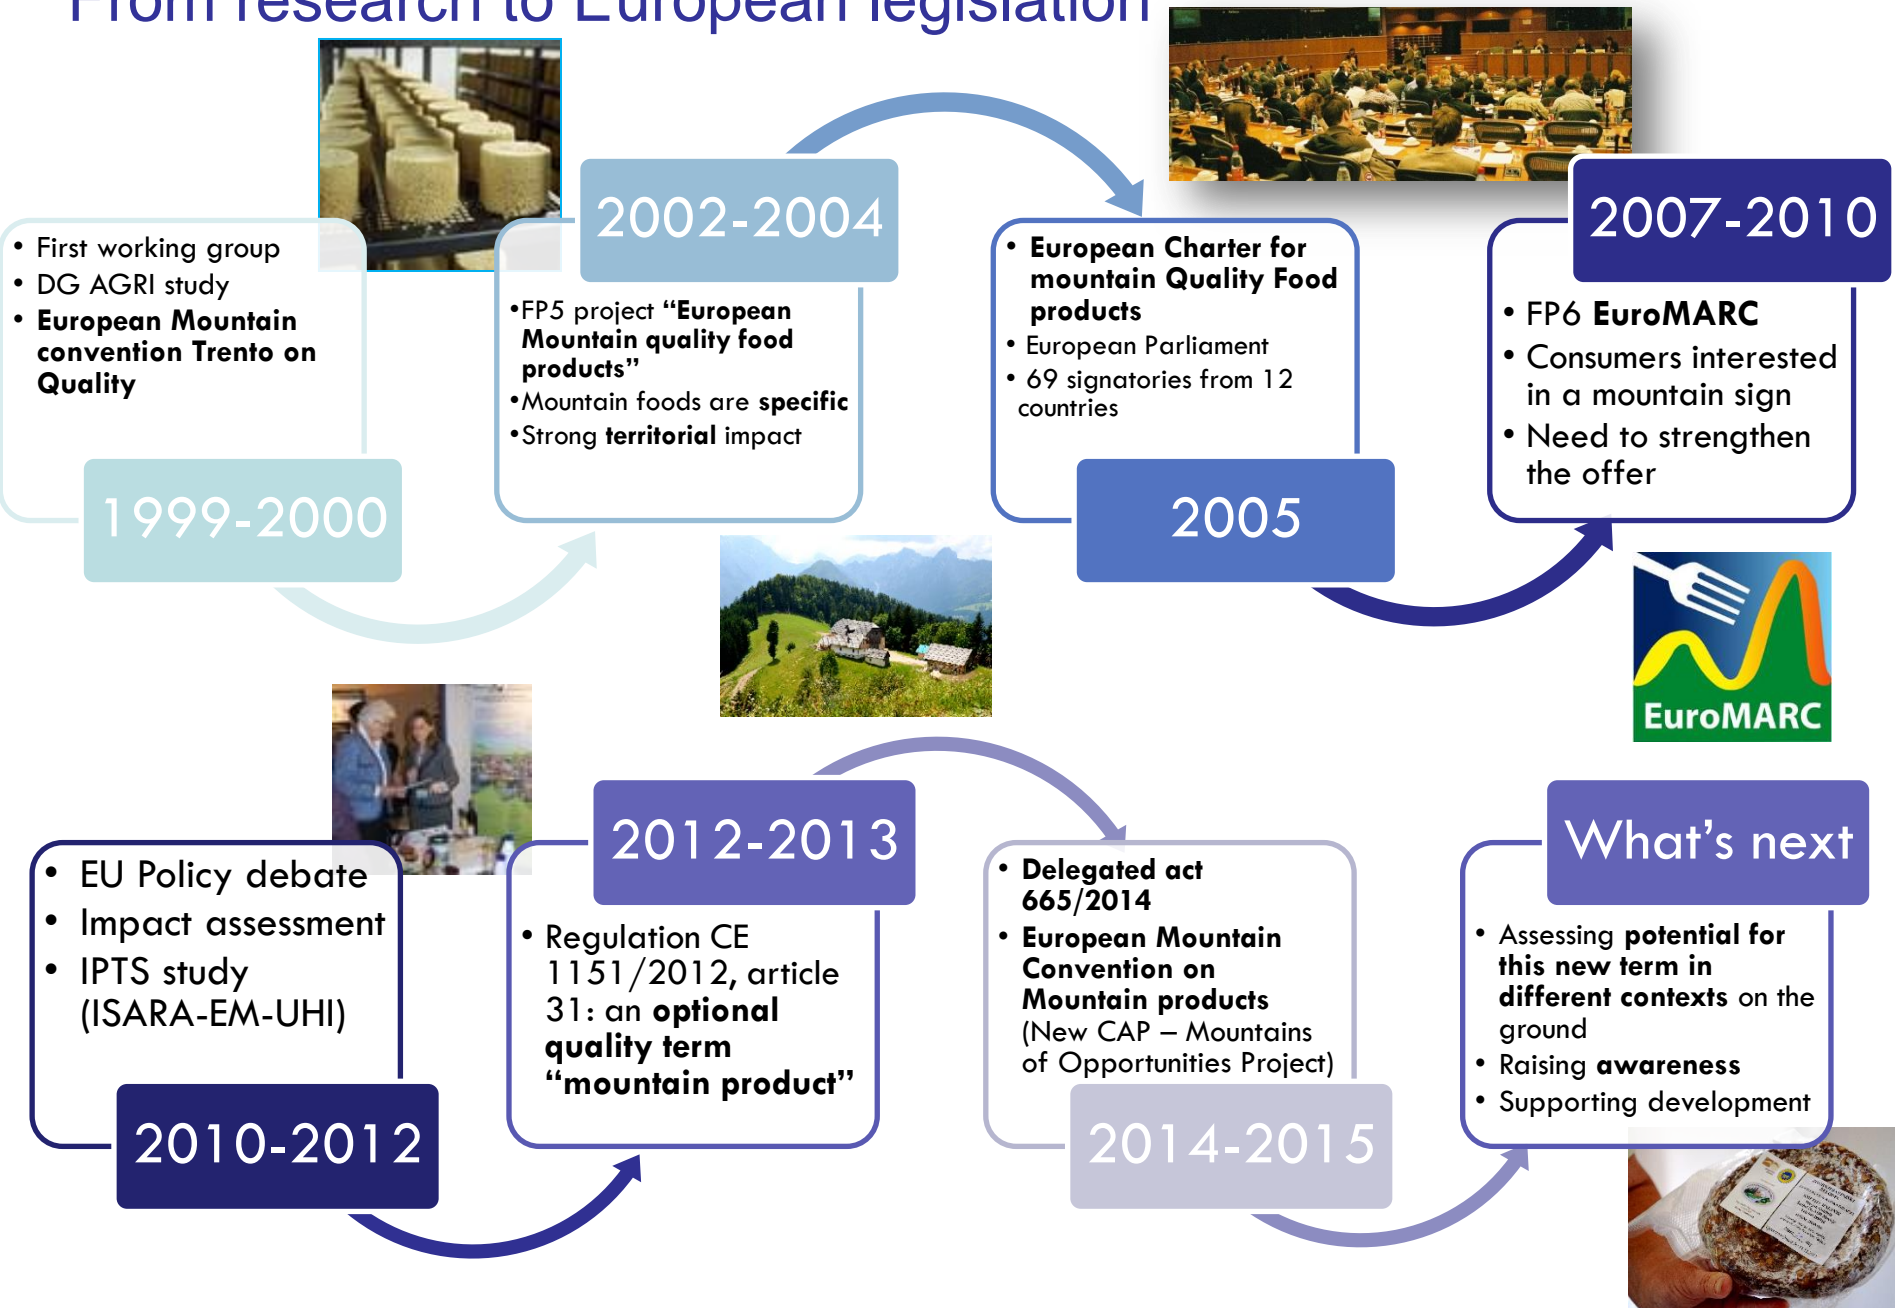 From research to European legislation
• First working group
• DG AGRI study
• European Mountain
convention Trento on
Quality
1999-2000
2002-2004
•FP5 project “European
Mountain quality food
products”
•Mountain foods are specific
•Strong territorial impact
• European Charter for
mountain Quality Food
products
• European Parliament
• 69 signatories from 12
countries
2005
2007-2010
• FP6 EuroMARC
• Consumers interested
in a mountain sign
• Need to strengthen
the offer
EuroMARC
• EU Policy debate
• Impact assessment
• IPTS study
(ISARA-EM-UHI)
2010-2012
2012-2013
• Regulation CE
1151/2012, article
31: an optional
quality term
“mountain product”
• Delegated act
665/2014
• European Mountain
Convention on
Mountain products
(New CAP – Mountains
of Opportunities Project)
2014-2015
What’s next
• Assessing potential for
this new term in
different contexts on the
ground
• Raising awareness
• Supporting development